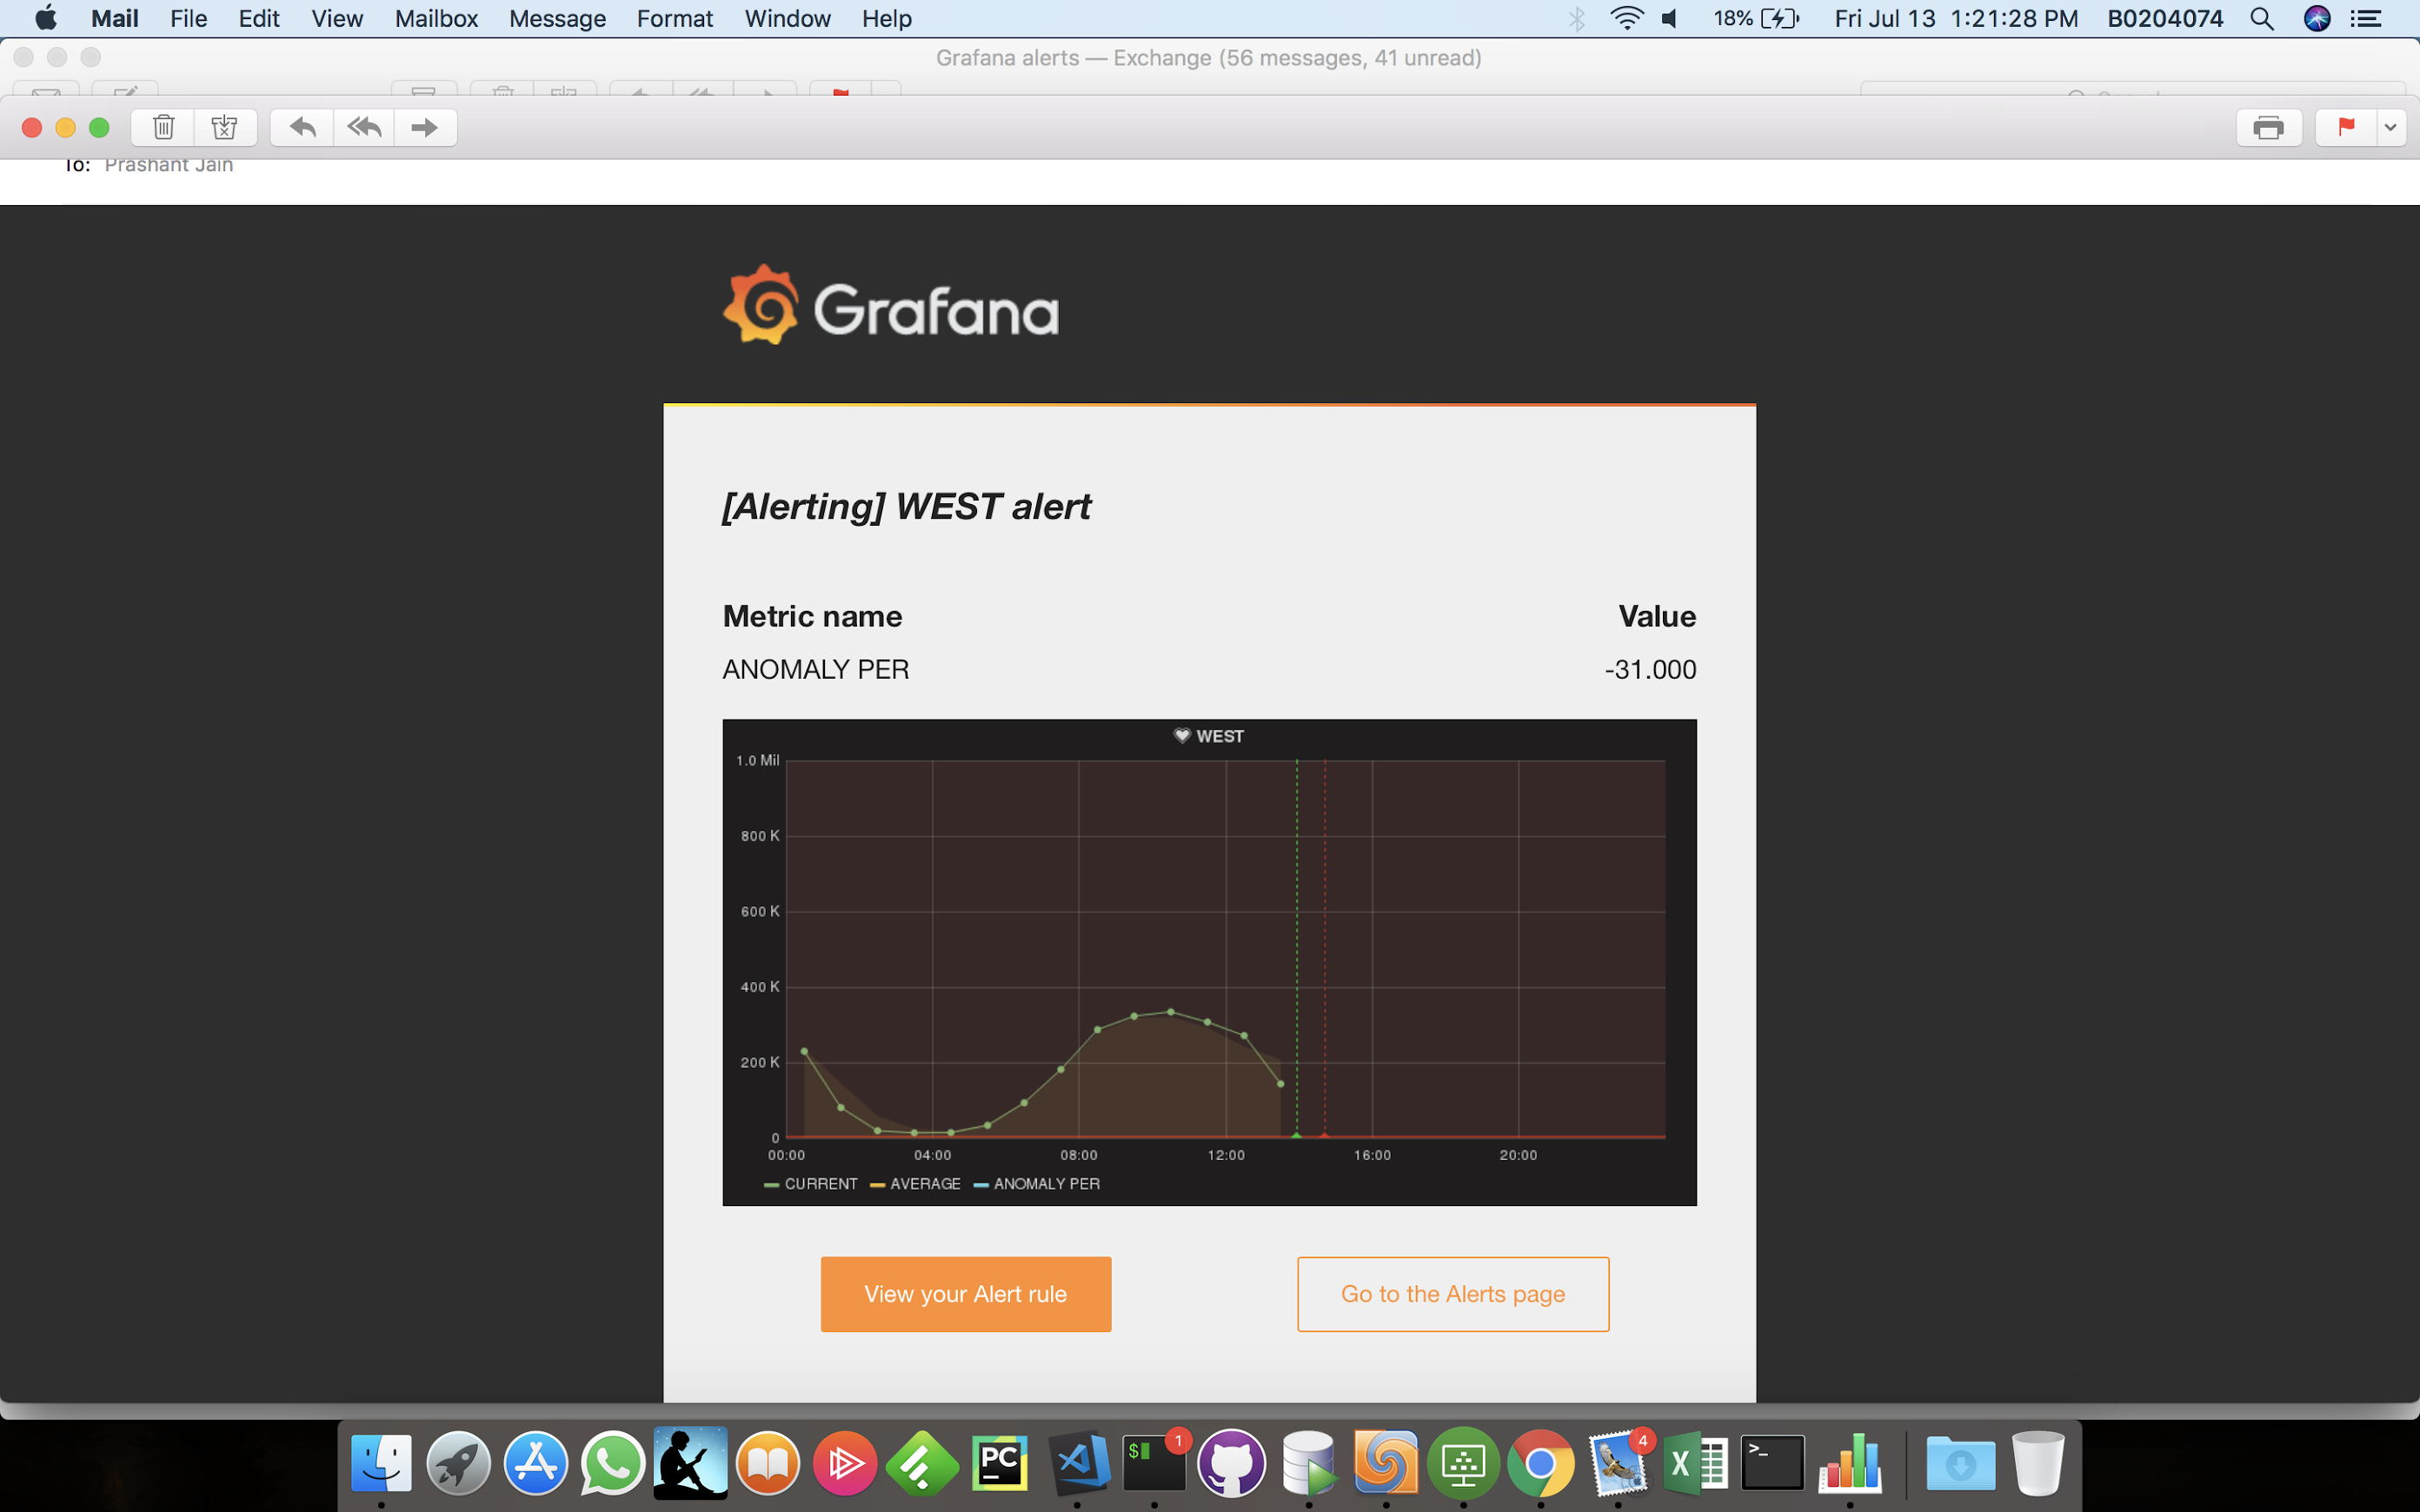 Mail File Edit View Mailbox Message Format Window Help 18% Fri Jul 13 1:21:28 PM B0204074
Grafana alerts — Exchange (56 messages, 41 unread)
To: Prashant Jain
Grafana
[Alerting] WEST alert
Metric name Value
ANOMALY PER -31.000
WEST
1.0 Mil
800 K
600 K
400 K
200 K
0
00:00 04:00 08:00 12:00 16:00 20:00
CURRENT AVERAGE ANOMALY PER
View your Alert rule Go to the Alerts page
PC $ 1 4 X >_